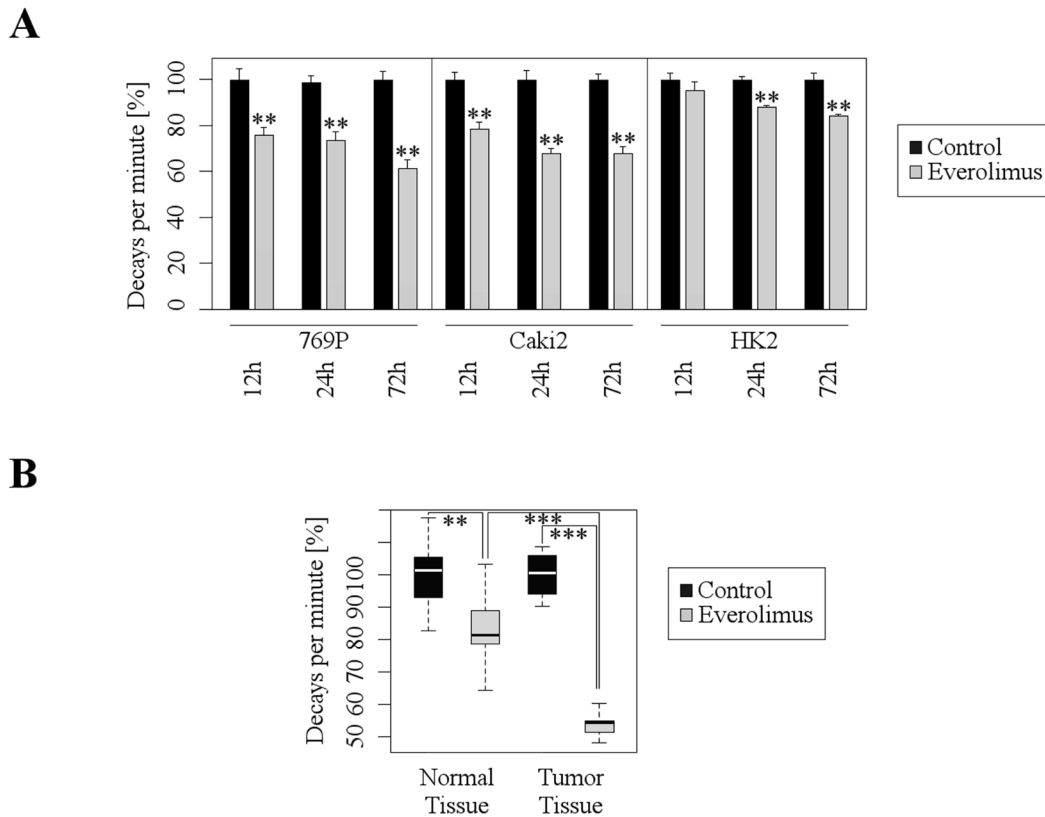 A
Decays per minute [%]
100
80
60
40
20
0
** ** ** ** ** ** ** **
Control
Everolimus
769P Caki2 HK2
12h 24h 72h 12h 24h 72h 12h 24h 72h
B
Decays per minute [%]
100
90
80
70
60
50
** *** ***
Control
Everolimus
Normal Tumor
Tissue Tissue